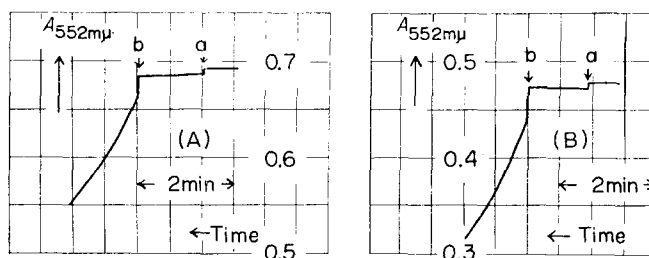 A552mμ
b
a
0.7
(A)
0.6
← 2min →
← Time
0.5
A552mμ
b
a
0.5
(B)
0.4
← 2min
← Time
0.3